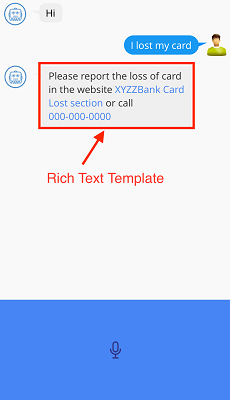 Hi
I lost my card
Please report the loss of card
in the website XYZZBank Card
Lost section or call
000-000-0000
Rich Text Template